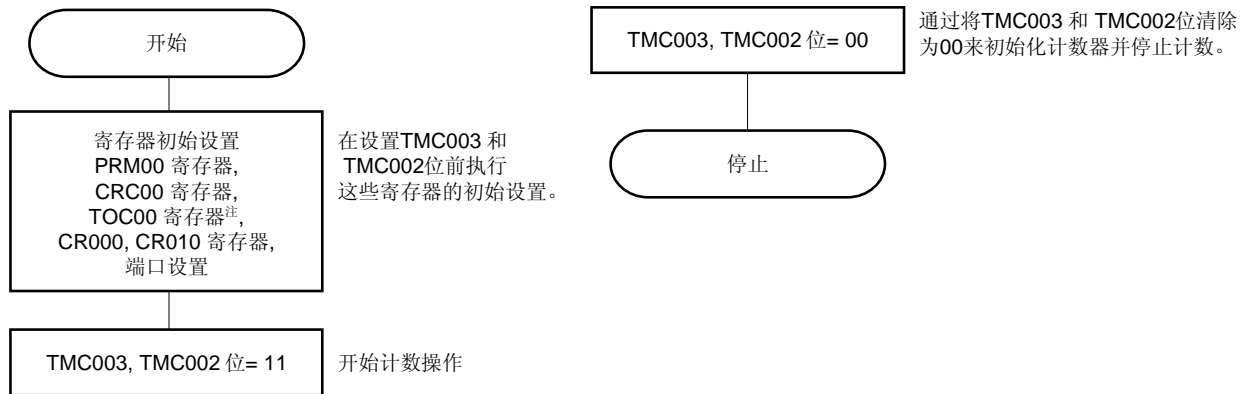 开始
寄存器初始设置
PRM00 寄存器,
CRC00 寄存器,
TOC00 寄存器注,
CR000, CR010 寄存器,
端口设置
在设置TMC003 和
TMC002位前执行
这些寄存器的初始设置。
TMC003, TMC002 位= 11
开始计数操作
TMC003, TMC002 位= 00
通过将TMC003 和 TMC002位清除
为00来初始化计数器并停止计数。
停止